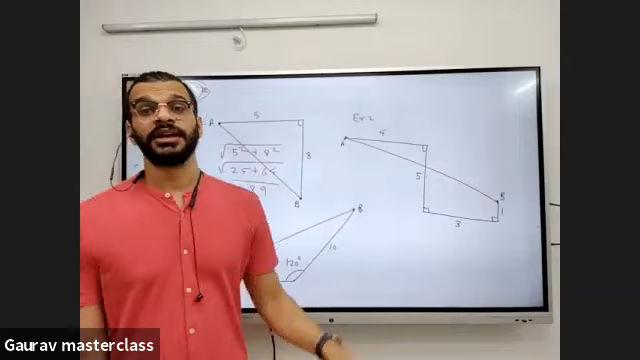 5
A
8
√5² + 8²
√25 + 64
89
B
Ex. 2
5
A
5
B
1
3
B
10
120°
Gaurav masterclass